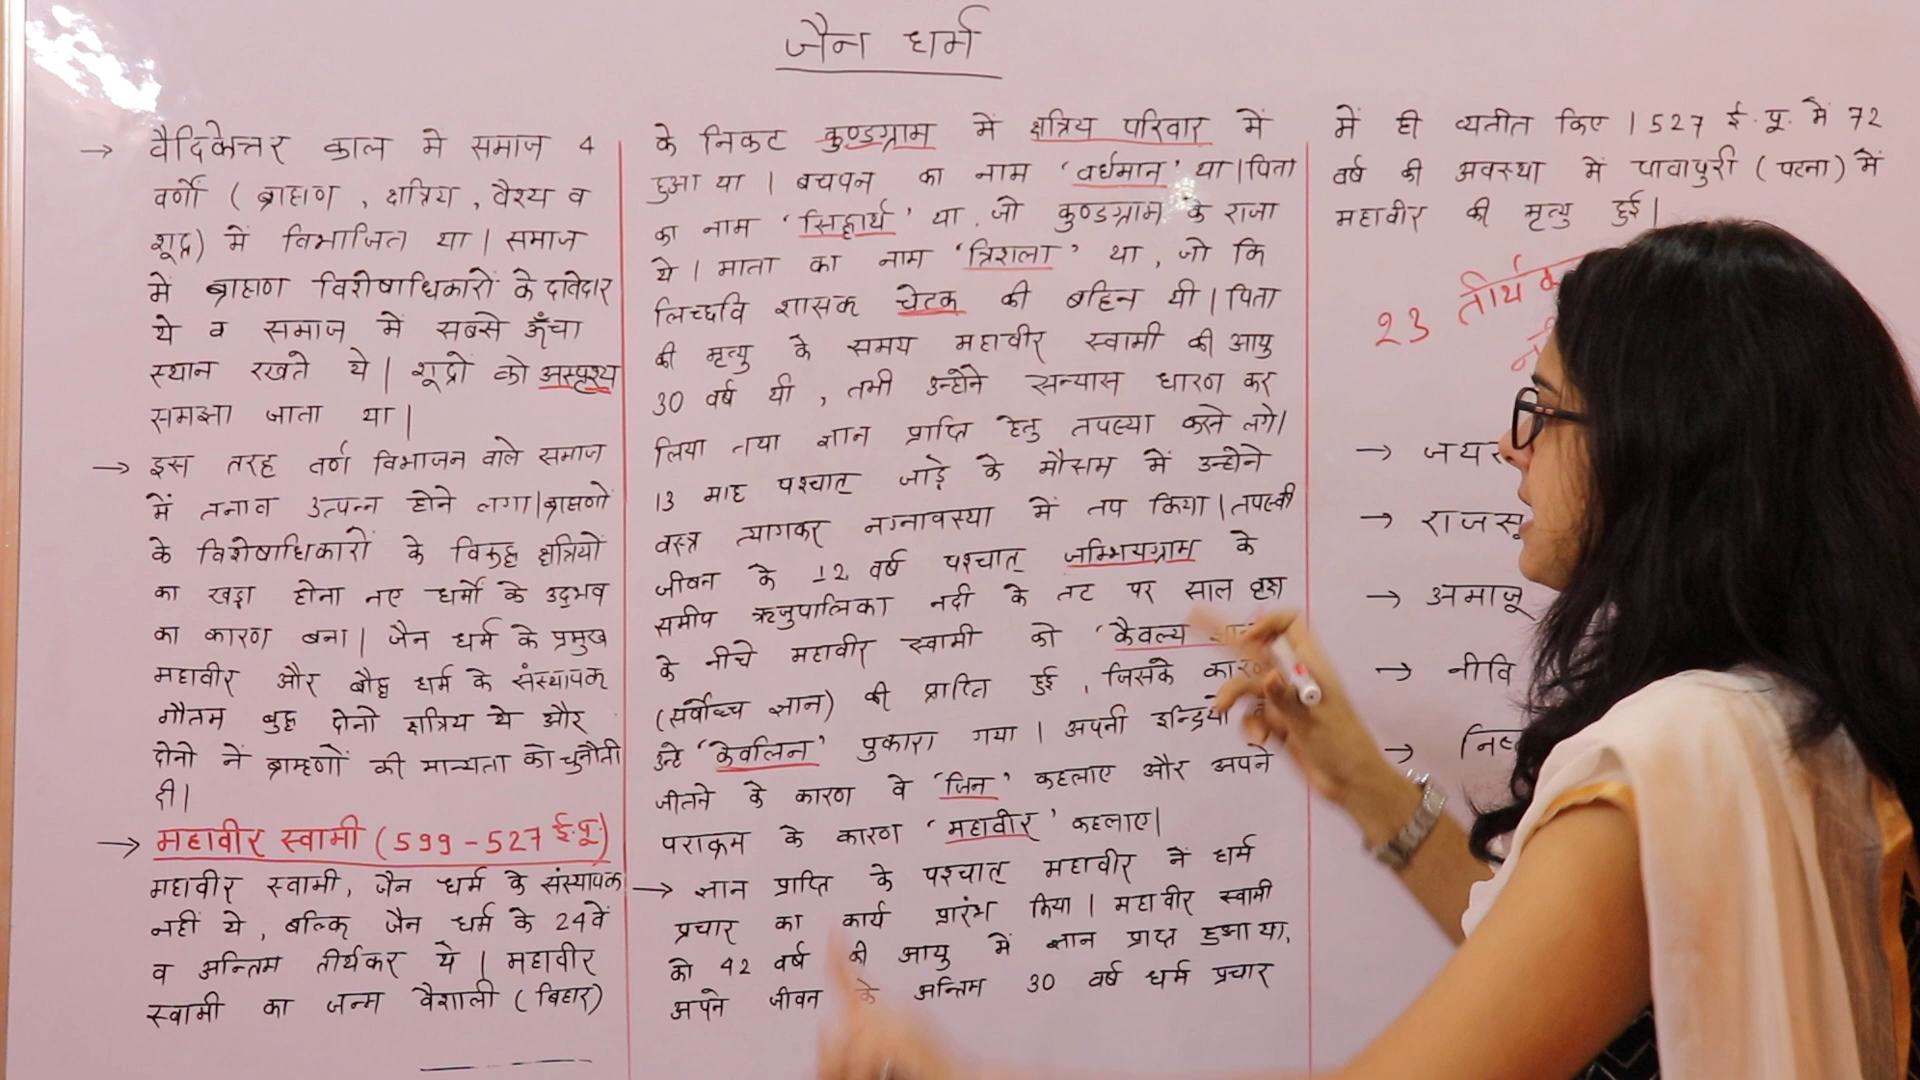 जैन धर्म
→ वैदिकेत्तर काल मे समाज 4
वर्णों ( ब्राह्मण , क्षत्रिय , वैश्य व
शूद्र) में विभाजित था। समाज
में ब्राह्मण विशेषाधिकारों के दावेदार
थे व समाज में सबसे ऊँचा
स्थान रखते थे। शूद्रों को अस्पृश्य
समझा जाता था।
→ इस तरह वर्ण विभाजन वाले समाज
में तनाव उत्पन्न होने लगा।ब्राह्मणों
के विशेषाधिकारों के विरुद्ध क्षत्रियों
का खड़ा होना नए धर्मों के उद्भव
का कारण बना। जैन धर्म के प्रमुख
महावीर और बौद्ध धर्म के संस्थापक
गौतम बुद्ध दोनो क्षत्रिय थे और
दोनो नें ब्राम्हणों की मान्यता को चुनौती
दी।
→ महावीर स्वामी (599-527 ई.पू.)
महावीर स्वामी, जैन धर्म के संस्थापक
नहीं थे, बल्कि जैन धर्म के 24वें
व अन्तिम तीर्थकर थे। महावीर
स्वामी का जन्म वैशाली (बिहार)
के निकट कुण्डग्राम में क्षत्रिय परिवार में
हुआ था। बचपन का नाम 'वर्धमान' था।पिता
का नाम 'सिद्धार्थ' था, जो कुण्डग्राम के राजा
थे। माता का नाम 'त्रिशला' था, जो कि
लिच्छवि शासक चेटक की बहिन थी। पिता
की मृत्यु के समय महावीर स्वामी की आयु
30 वर्ष थी, तभी उन्होंने सन्यास धारण कर
लिया तथा ज्ञान प्राप्ति हेतु तपस्या करने लगे।
13 माह पश्चात् जाड़े के मौसम में उन्होने
वस्त्र त्यागकर नग्नावस्था में तप किया। तपस्वी
जीवन के 12 वर्ष पश्चात् जम्भियग्राम के
समीप ऋजुपालिका नदी के तट पर साल वृक्ष
के नीचे महावीर स्वामी को 'कैवल्य
(सर्वोच्च ज्ञान) की प्राप्ति हुई, जिसके
उन्हे 'केवलिन' पुकारा गया। अपनी इन्द्रियों
जीतने के कारण वे 'जिन' कहलाए और अपने
पराक्रम के कारण 'महावीर' कहलाए।
→ ज्ञान प्राप्ति के पश्चात् महावीर नें धर्म
प्रचार का कार्य प्रारंभ किया। महावीर स्वामी
को 42 वर्ष की आयु में ज्ञान प्राप्त हुआ था,
अपने जीवन के अन्तिम 30 वर्ष धर्म प्रचार
में ही व्यतीत किए। 527 ई.पू. में 72
वर्ष की अवस्था में पावापुरी (पटना) में
महावीर की मृत्यु हुई।
23
→
→
→
→
→